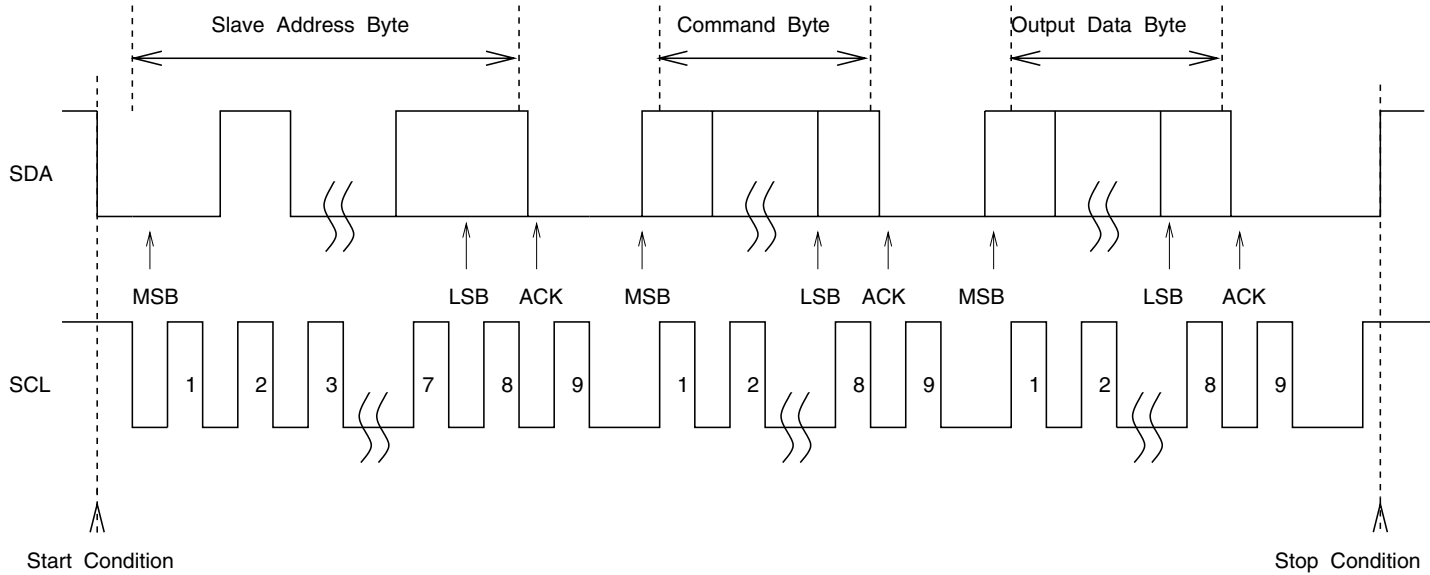 Slave Address Byte Command Byte Output Data Byte
SDA
MSB LSB ACK MSB LSB ACK MSB LSB ACK
SCL 1 2 3 7 8 9 1 2 8 9 1 2 8 9
Start Condition Stop Condition